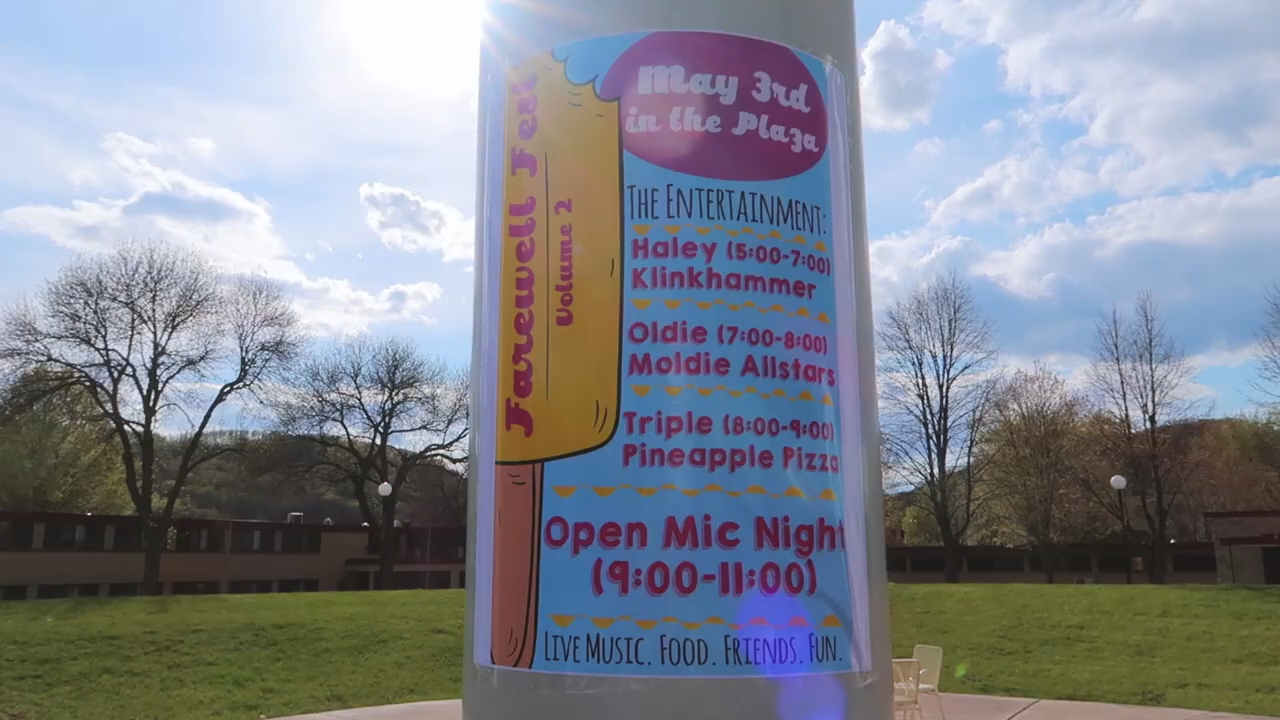 Farewell Fest
Volume 2
May 3rd
in the Plaza
THE ENTERTAINMENT:
Haley (5:00-7:00)
Klinkhammer
Oldie (7:00-8:00)
Moldie Allstars
Triple (8:00-9:00)
Pineapple Pizza
Open Mic Night
(9:00-11:00)
LIVE MUSIC. FOOD. FRIENDS. FUN.